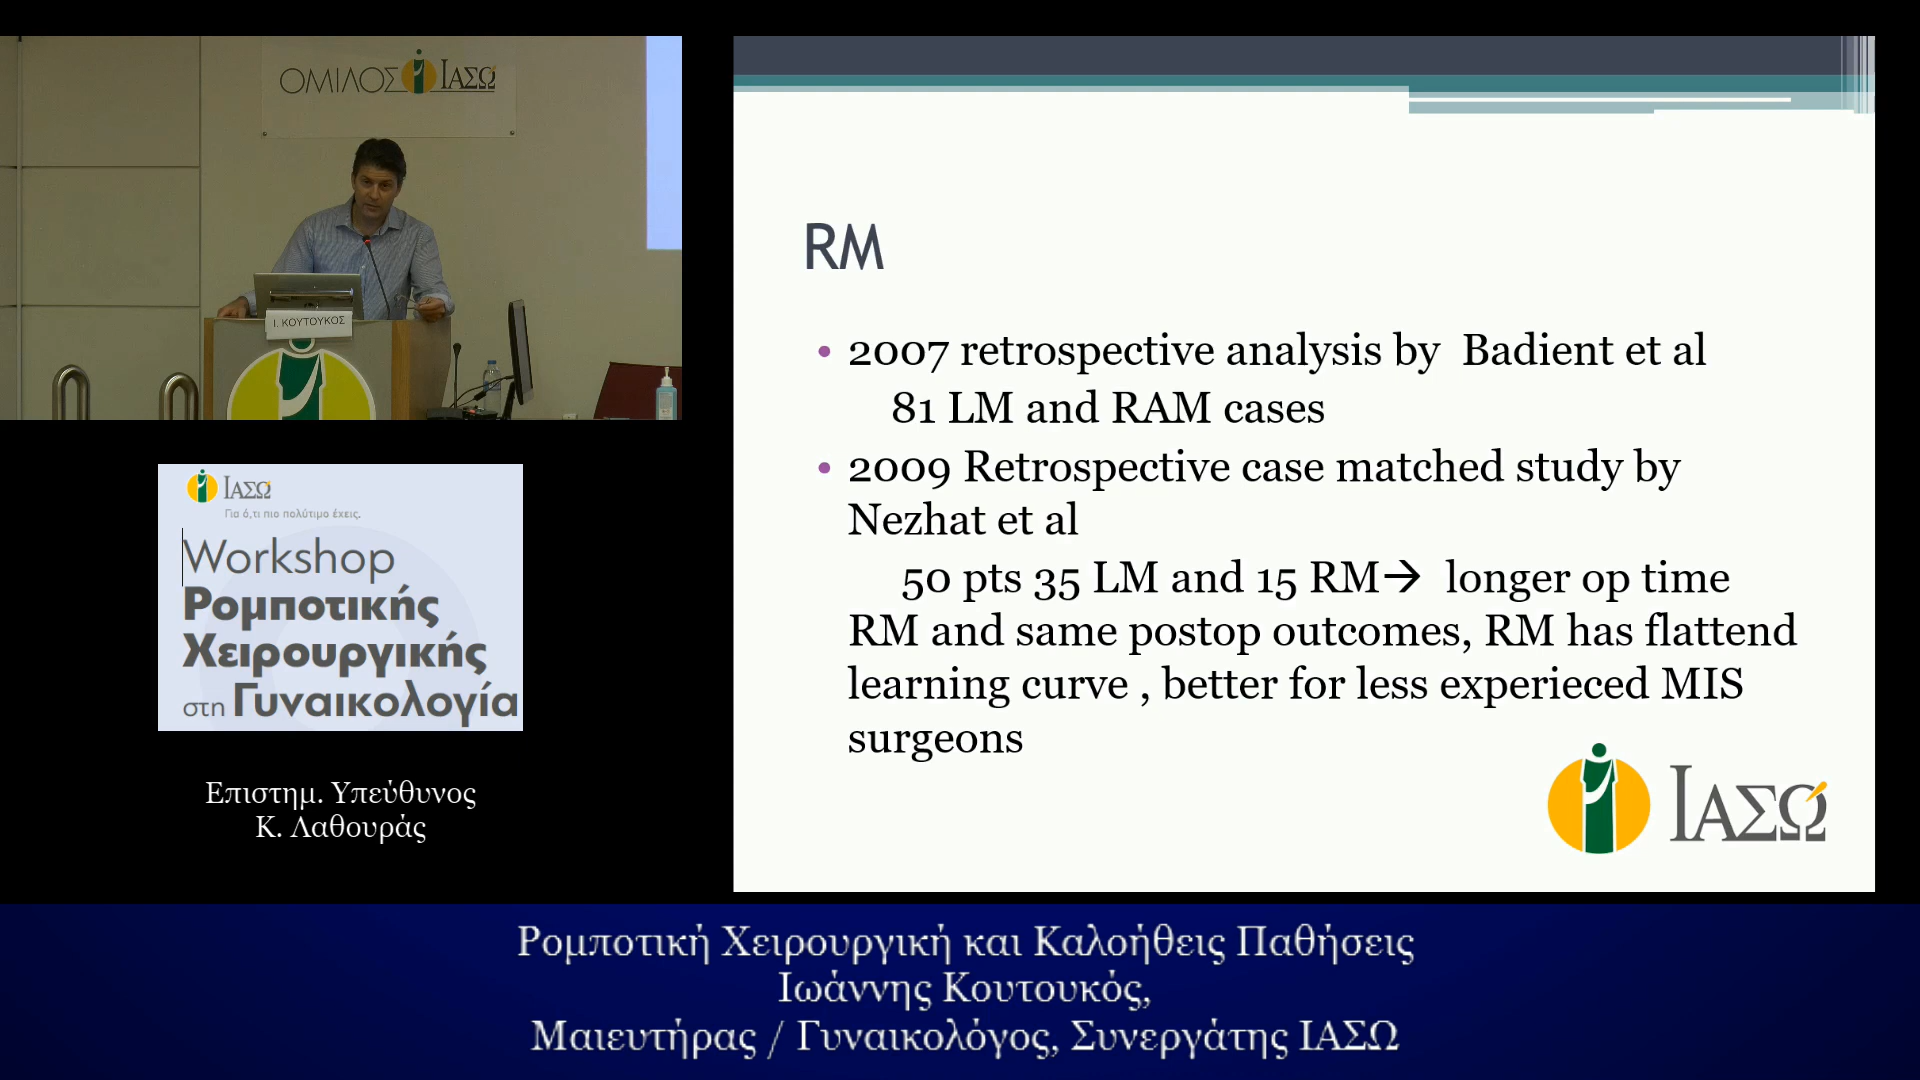 ΟΜΙΛΟΣ ΙΑΣΩ
Ι. ΚΟΥΤΟΥΚΟΣ
ΙΑΣΩ
Για ό,τι πιο πολύτιμο έχεις.
Workshop
Ρομποτικής
Χειρουργικής
στη Γυναικολογία
Επιστημ. Υπεύθυνος
Κ. Λαθουράς
RM
• 2007 retrospective analysis by Badient et al
81 LM and RAM cases
• 2009 Retrospective case matched study by
Nezhat et al
50 pts 35 LM and 15 RM→ longer op time
RM and same postop outcomes, RM has flattend
learning curve , better for less experieced MIS
surgeons
ΙΑΣΩ
Ρομποτική Χειρουργική και Καλοήθεις Παθήσεις
Ιωάννης Κουτουκός,
Μαιευτήρας / Γυναικολόγος, Συνεργάτης ΙΑΣΩ